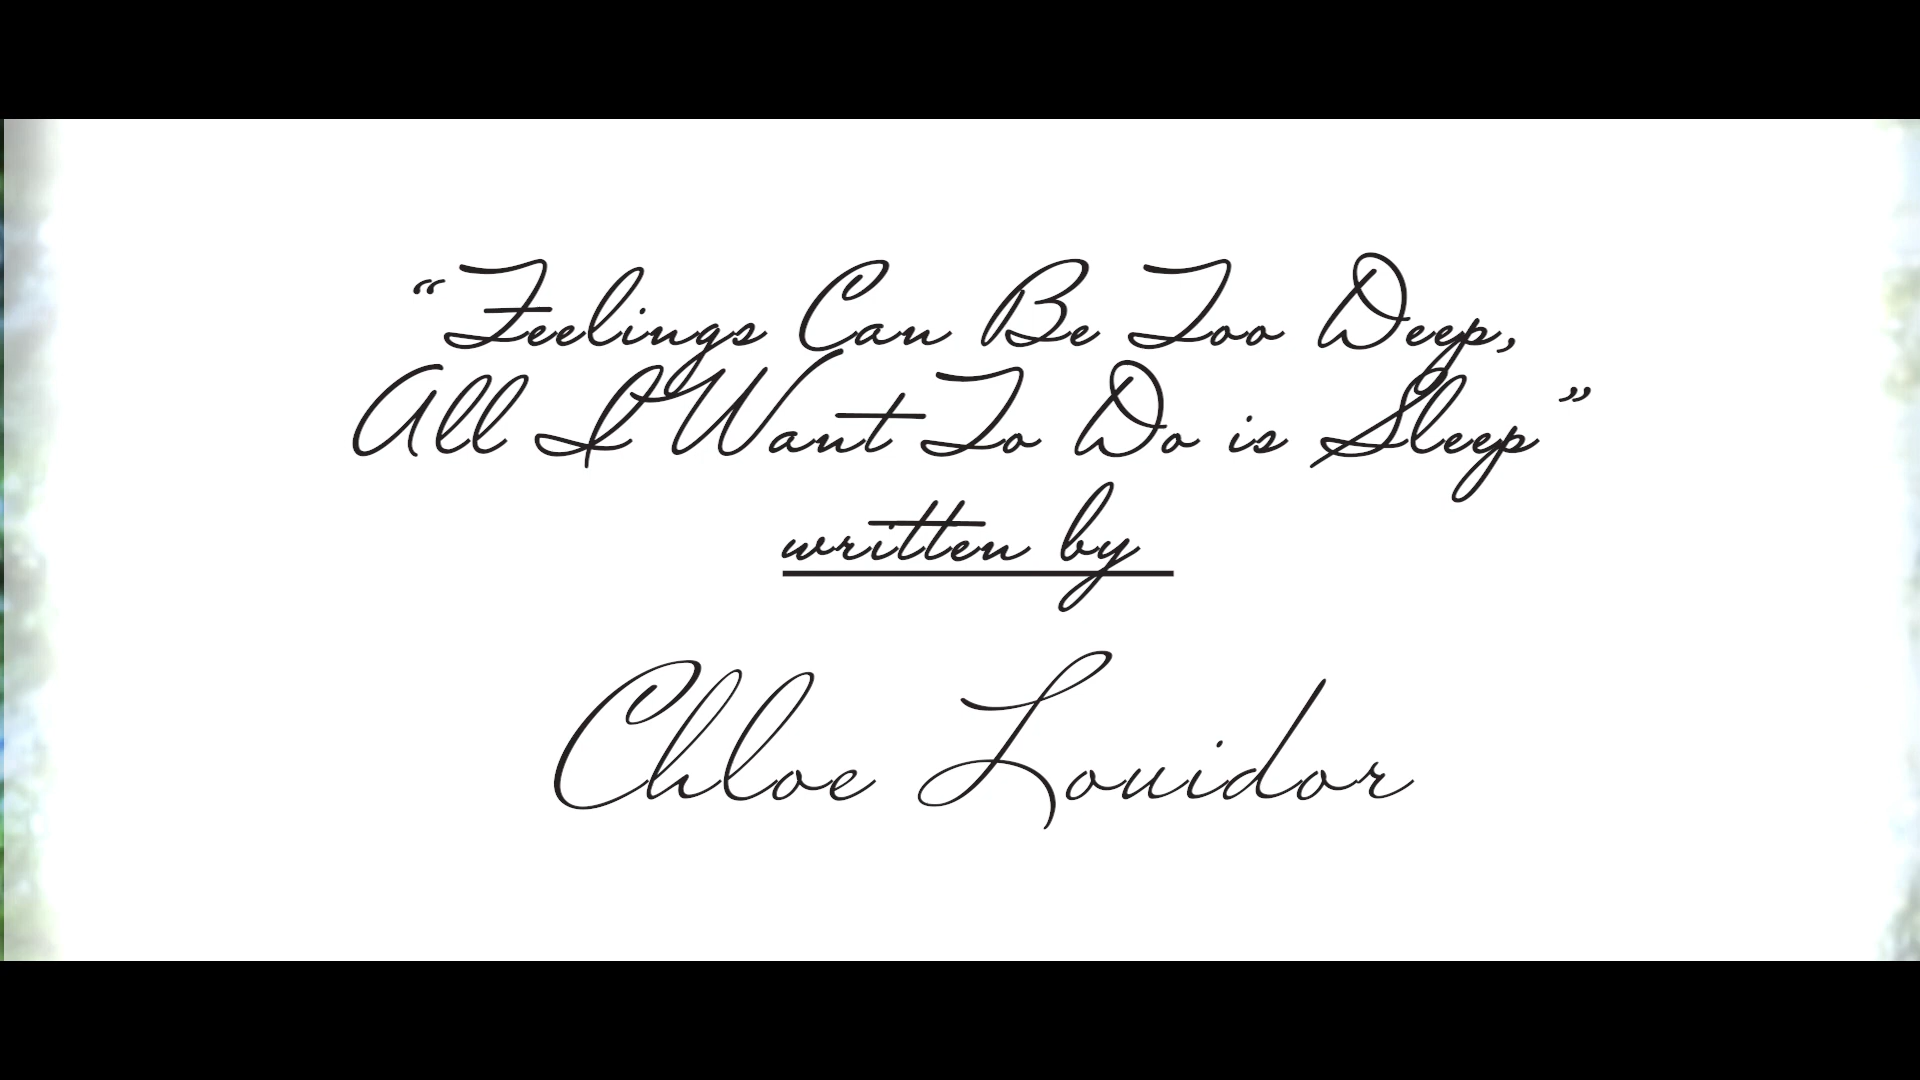 “Feelings Can Be Too Deep,
All I Want To Do is Sleep”
written by
Chloe Louidor